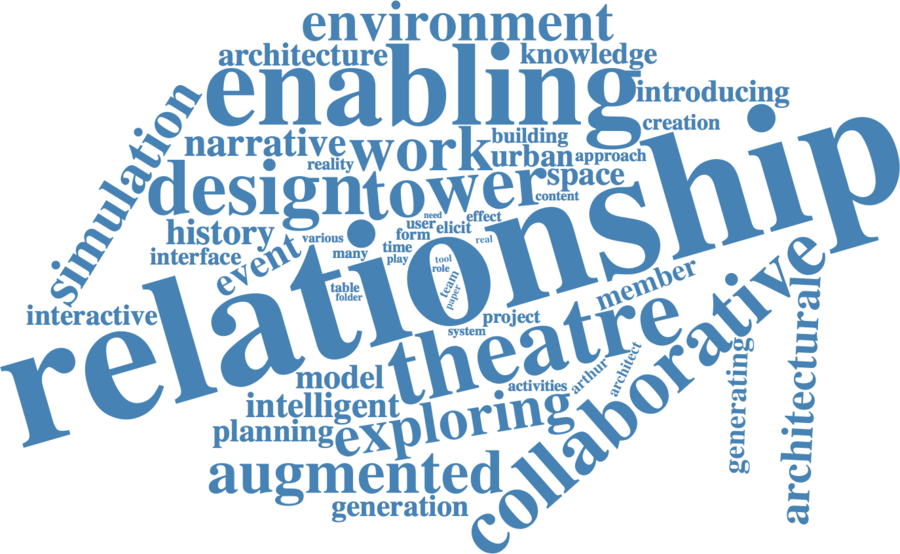 environment
architecture
knowledge
enabling
introducing
simulation
creation
narrative
work
building
urban
approach
reality
design
tower
space
content
relationship
need
effect
user
elicit
history
form
various
real
interface
event
many
time
play
tool
role
team
paper
table
folder
interactive
member
collaborative
architectural
system
project
theatre
generating
model
activities
arthur
architect
intelligent
exploring
planning
augmented
generation